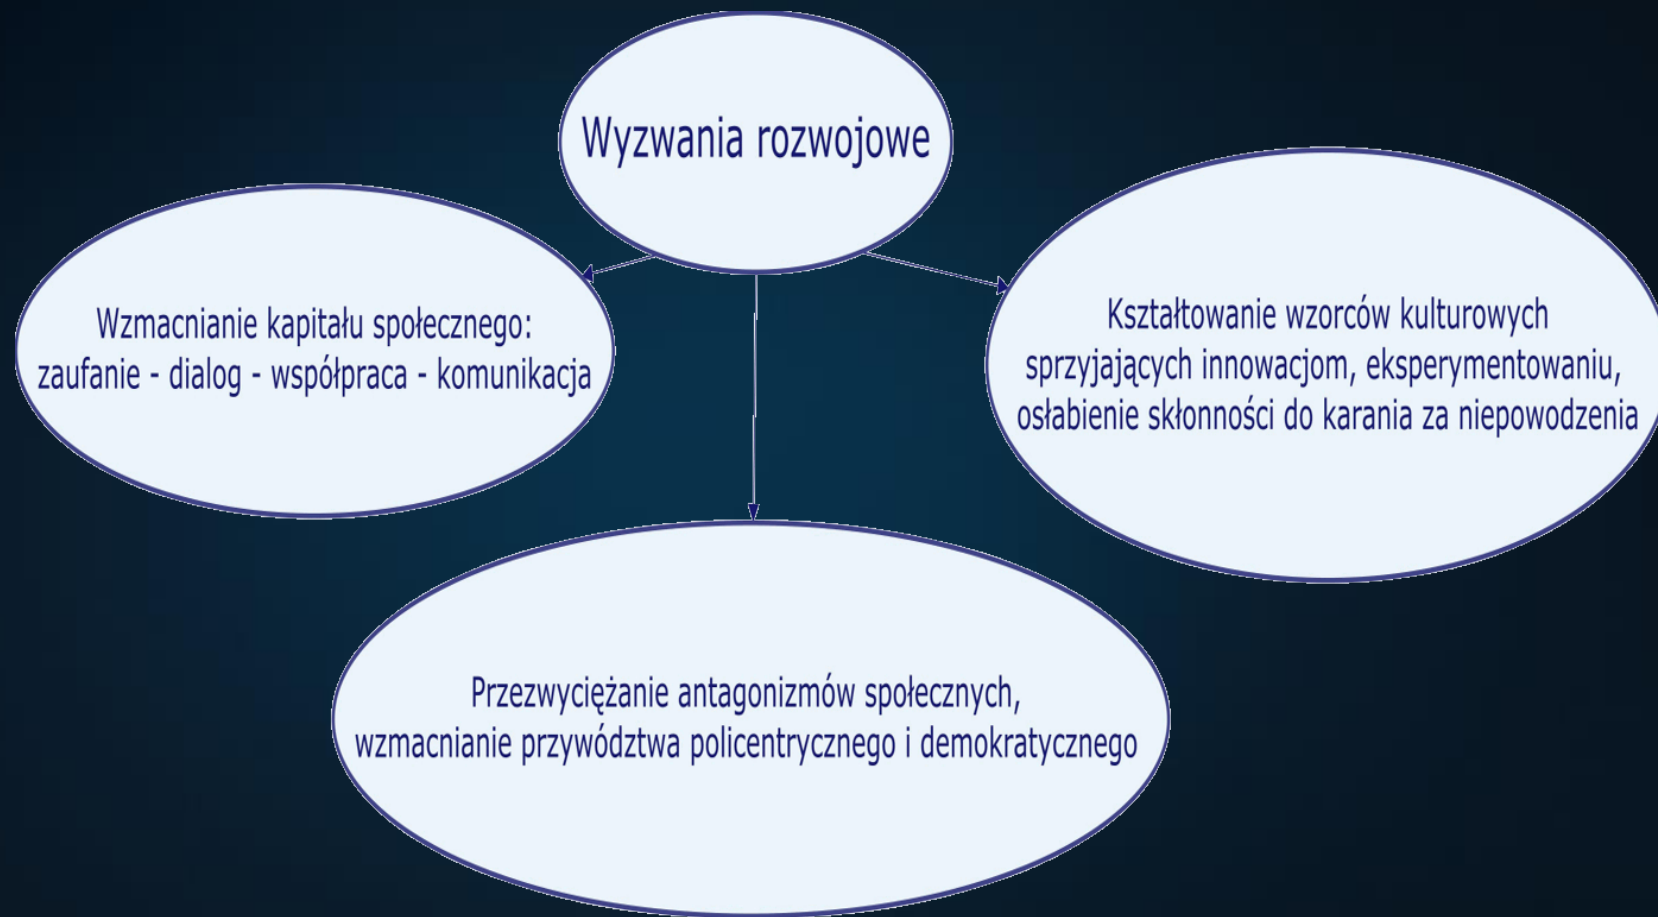 Wyzwania rozwojowe
Wzmacnianie kapitału społecznego:
zaufanie - dialog - współpraca - komunikacja
Kształtowanie wzorców kulturowych
sprzyjających innowacjom, eksperymentowaniu,
osłabienie skłonności do karania za niepowodzenia
Przezwyciężanie antagonizmów społecznych,
wzmacnianie przywództwa policentrycznego i demokratycznego